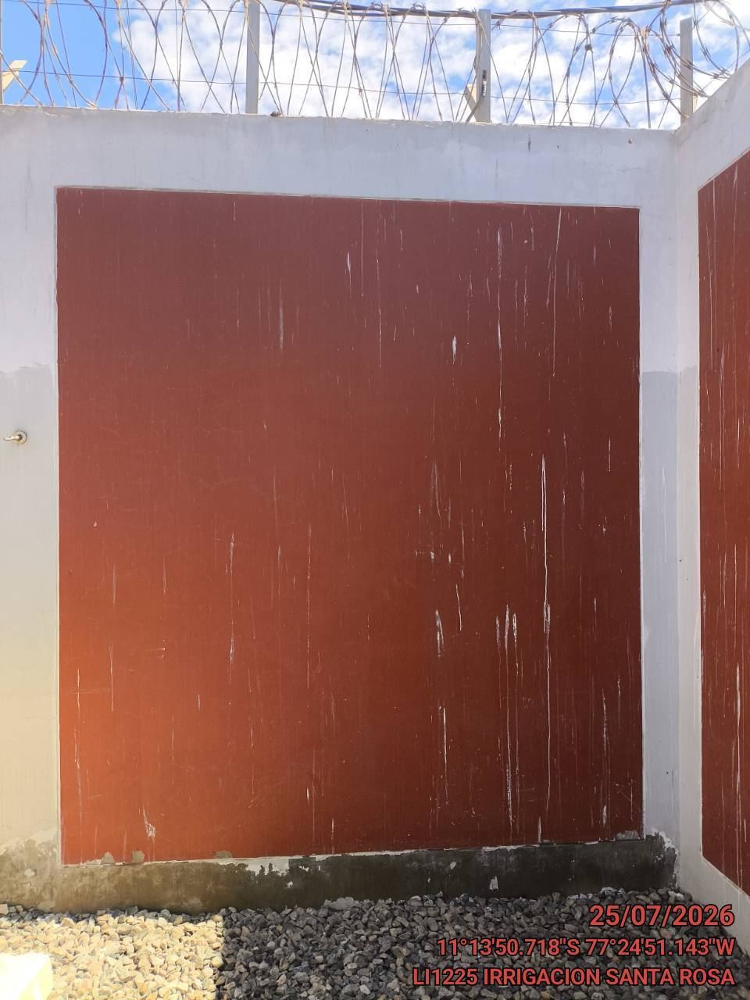 25/07/2026
11°13'50.718"S 77°24'51.143"W
LI1225 IRRIGACION SANTA ROSA